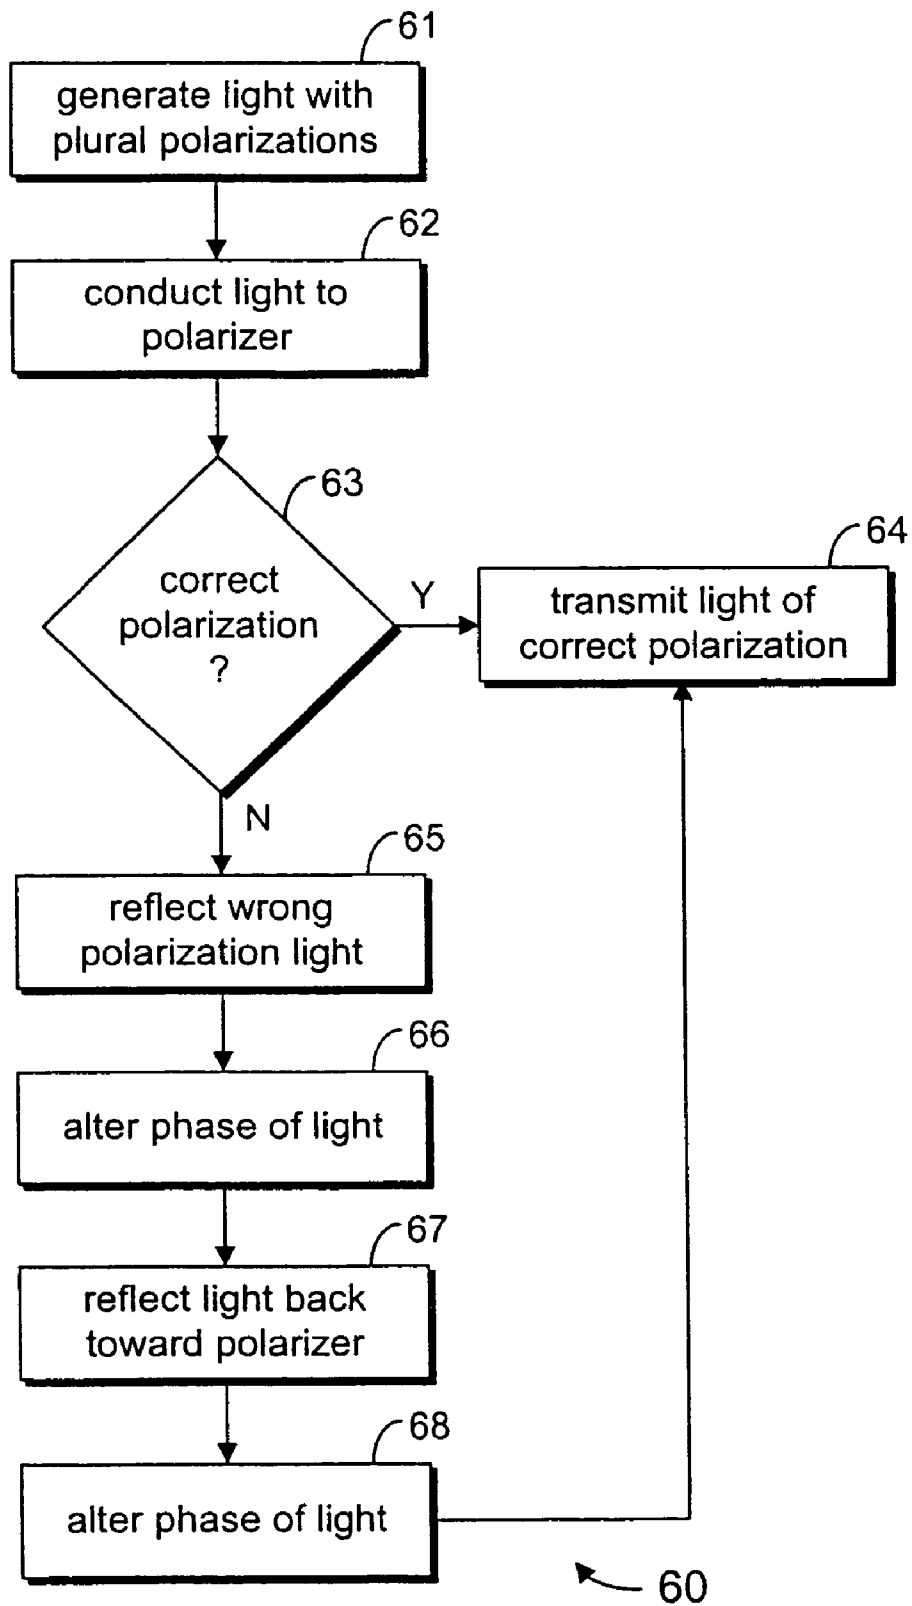 61
generate light with
plural polarizations
62
conduct light to
polarizer
63
correct
polarization
?
Y
64
transmit light of
correct polarization
N
65
reflect wrong
polarization light
66
alter phase of light
67
reflect light back
toward polarizer
68
alter phase of light
60